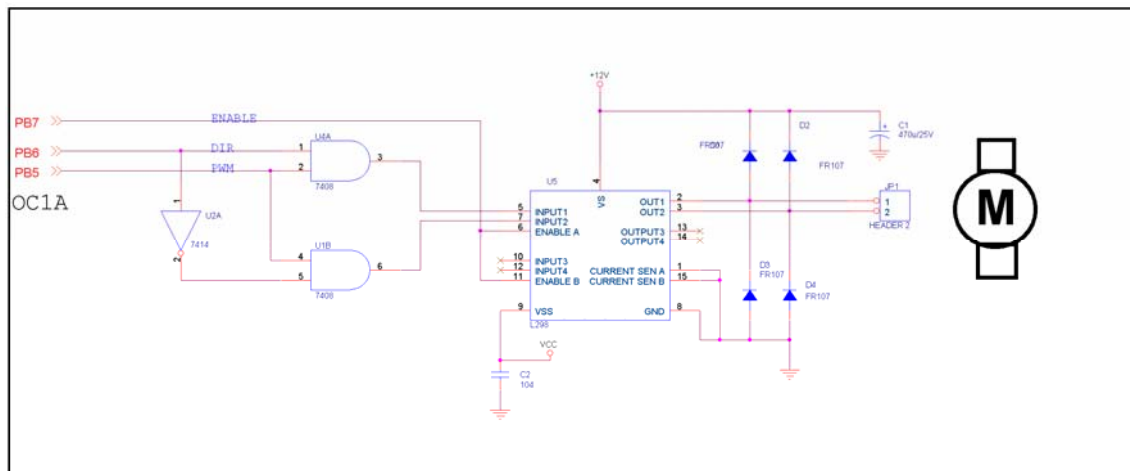 +12V
PB7 ENABLE
PB6 DIR
PB5 PWM
OC1A
U4A
1
2
3
7408
1
U2A
7414
2
U1B
4
5
6
7408
U5
4
VS
5 INPUT1
7 INPUT2
6 ENABLE A
10 INPUT3
12 INPUT4
11 ENABLE B
9 VSS
L298
OUT1 2
OUT2 3
OUTPUT3 13
OUTPUT4 14
CURRENT SEN A 1
CURRENT SEN B 15
GND 8
VCC
C2
104
D2
FR107
D3
FR107
D4
FR107
C1
470u/25V
+
JP1
1
2
HEADER 2
M